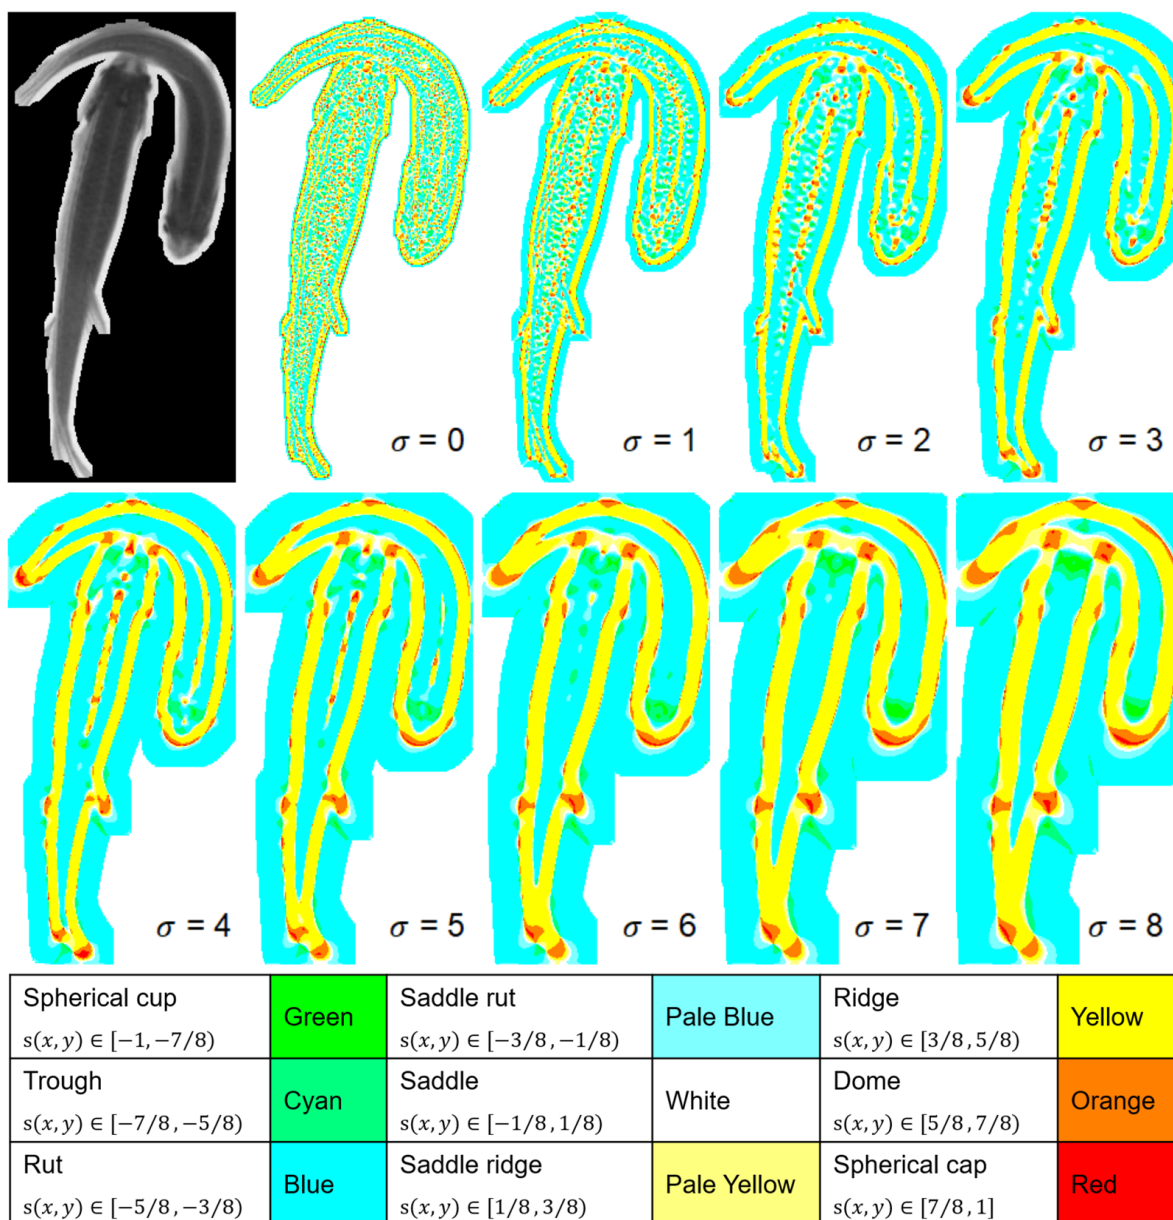 σ = 0
σ = 1
σ = 2
σ = 3
σ = 4
σ = 5
σ = 6
σ = 7
σ = 8
Spherical cup
s(x, y) ∈ [−1, −7/8)
Green
Saddle rut
s(x, y) ∈ [−3/8, −1/8)
Pale Blue
Ridge
s(x, y) ∈ [3/8, 5/8)
Yellow
Trough
s(x, y) ∈ [−7/8, −5/8)
Cyan
Saddle
s(x, y) ∈ [−1/8, 1/8)
White
Dome
s(x, y) ∈ [5/8, 7/8)
Orange
Rut
s(x, y) ∈ [−5/8, −3/8)
Blue
Saddle ridge
s(x, y) ∈ [1/8, 3/8)
Pale Yellow
Spherical cap
s(x, y) ∈ [7/8, 1]
Red